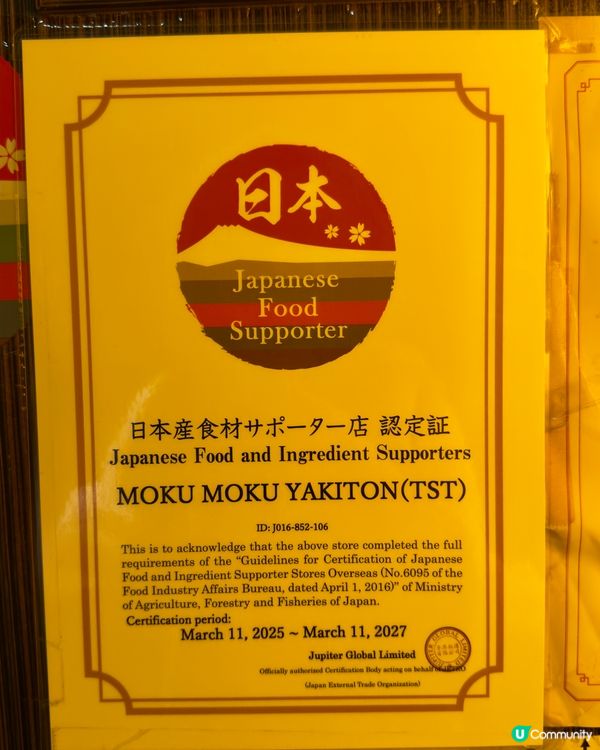 日本
Japanese
Food
Supporter
日本産食材サポーター店 認定証
Japanese Food and Ingredient Supporters
MOKU MOKU YAKITON(TST)
ID: J016-852-106
This is to acknowledge that the above store completed the full
requirements of the “Guidelines for Certification of Japanese
Food and Ingredient Supporter Stores Overseas (No.6095 of the
Food Industry Affairs Bureau, dated April 1, 2016)” of Ministry
of Agriculture, Forestry and Fisheries of Japan.
Certification period:
March 11, 2025 ~ March 11, 2027
Jupiter Global Limited
Officially authorized Certification Body acting on behalf of JETRO
(Japan External Trade Organization)
U Community